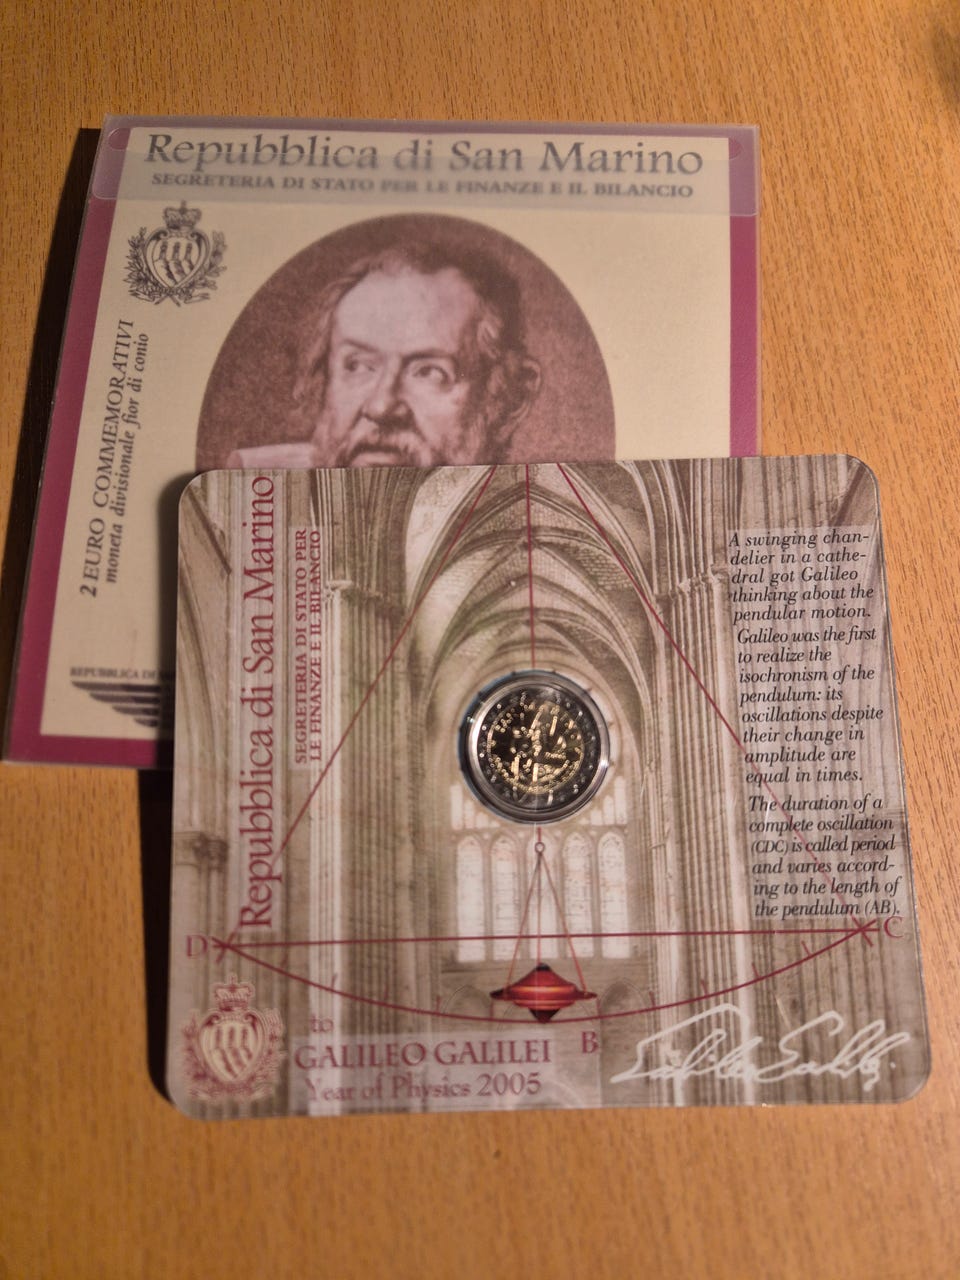 Repubblica di San Marino
SEGRETERIA DI STATO PER LE FINANZE E IL BILANCIO
2 EURO COMMEMORATIVI
moneta divisionale fior di conio
REPUBBLICA DI
Repubblica di San Marino
SEGRETERIA DI STATO PER
LE FINANZE E IL BILANCIO
A swinging chan-
delier in a cathe-
dral got Galileo
thinking about the
pendular motion.
Galileo was the first
to realize the
isochronism of the
pendulum: its
oscillations despite
their change in
amplitude are
equal in times.
The duration of a
complete oscillation
(CDC) is called period
and varies accord-
ing to the length of
the pendulum (AB).
D
C
B
to
GALILEO GALILEI
Year of Physics 2005